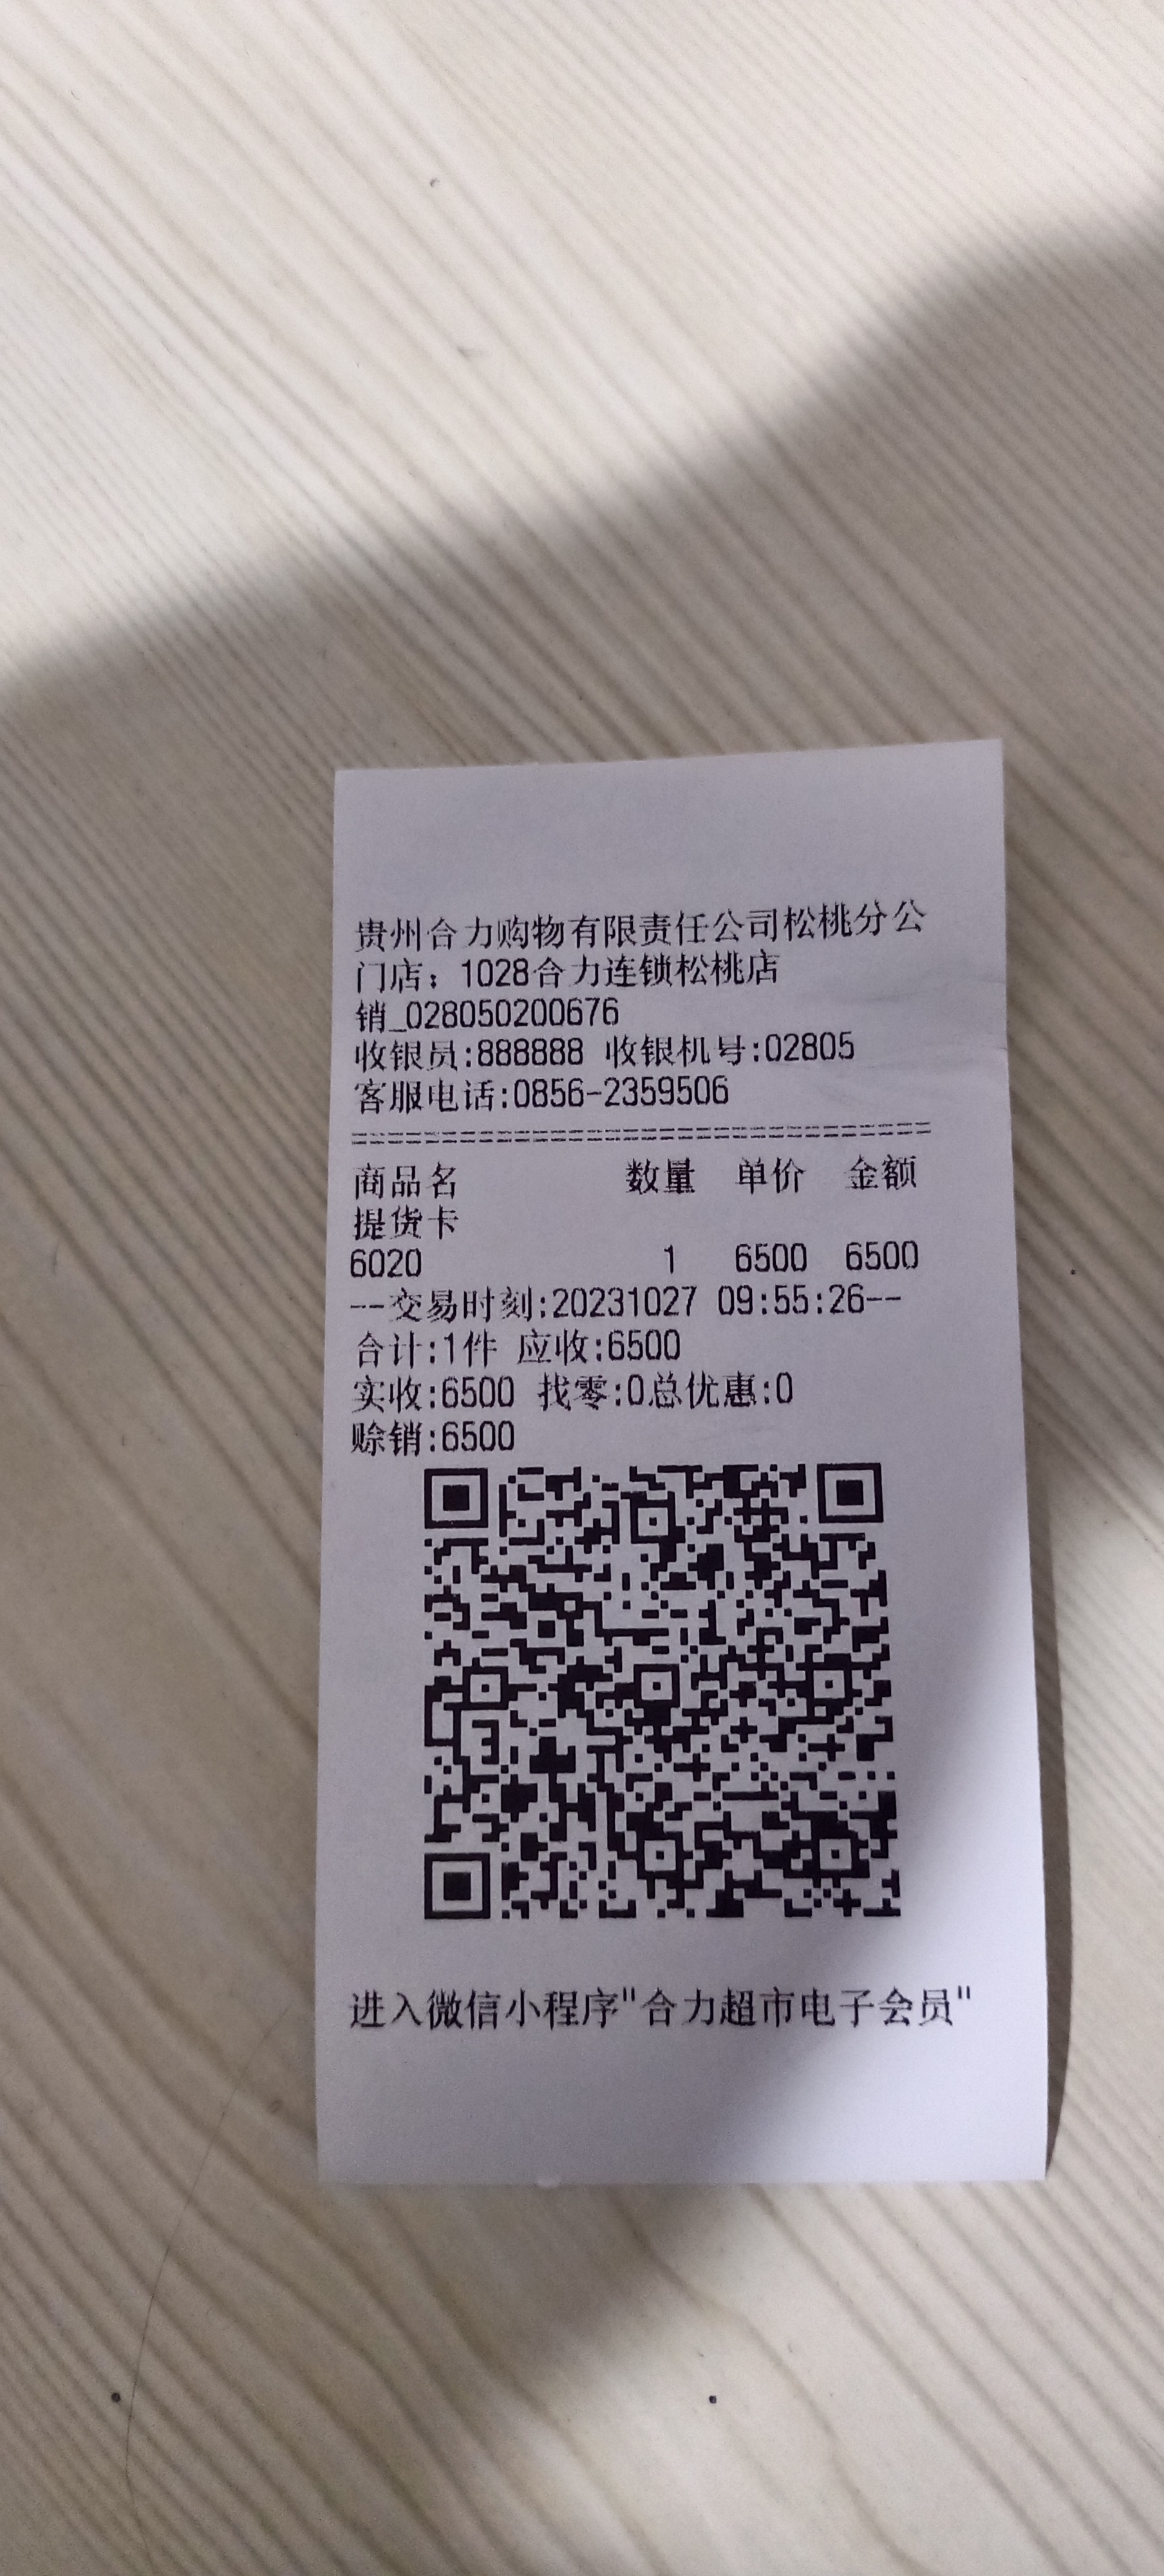 贵州合力购物有限责任公司松桃分公
门店：1028合力连锁松桃店
销_028050200676
收银员:888888 收银机号:02805
客服电话:0856-2359506
================================
商品名 数量 单价 金额
提货卡
6020 1 6500 6500
--交易时刻:20231027 09:55:26--
合计:1件 应收:6500
实收:6500 找零:0总优惠:0
赊销:6500
进入微信小程序"合力超市电子会员"